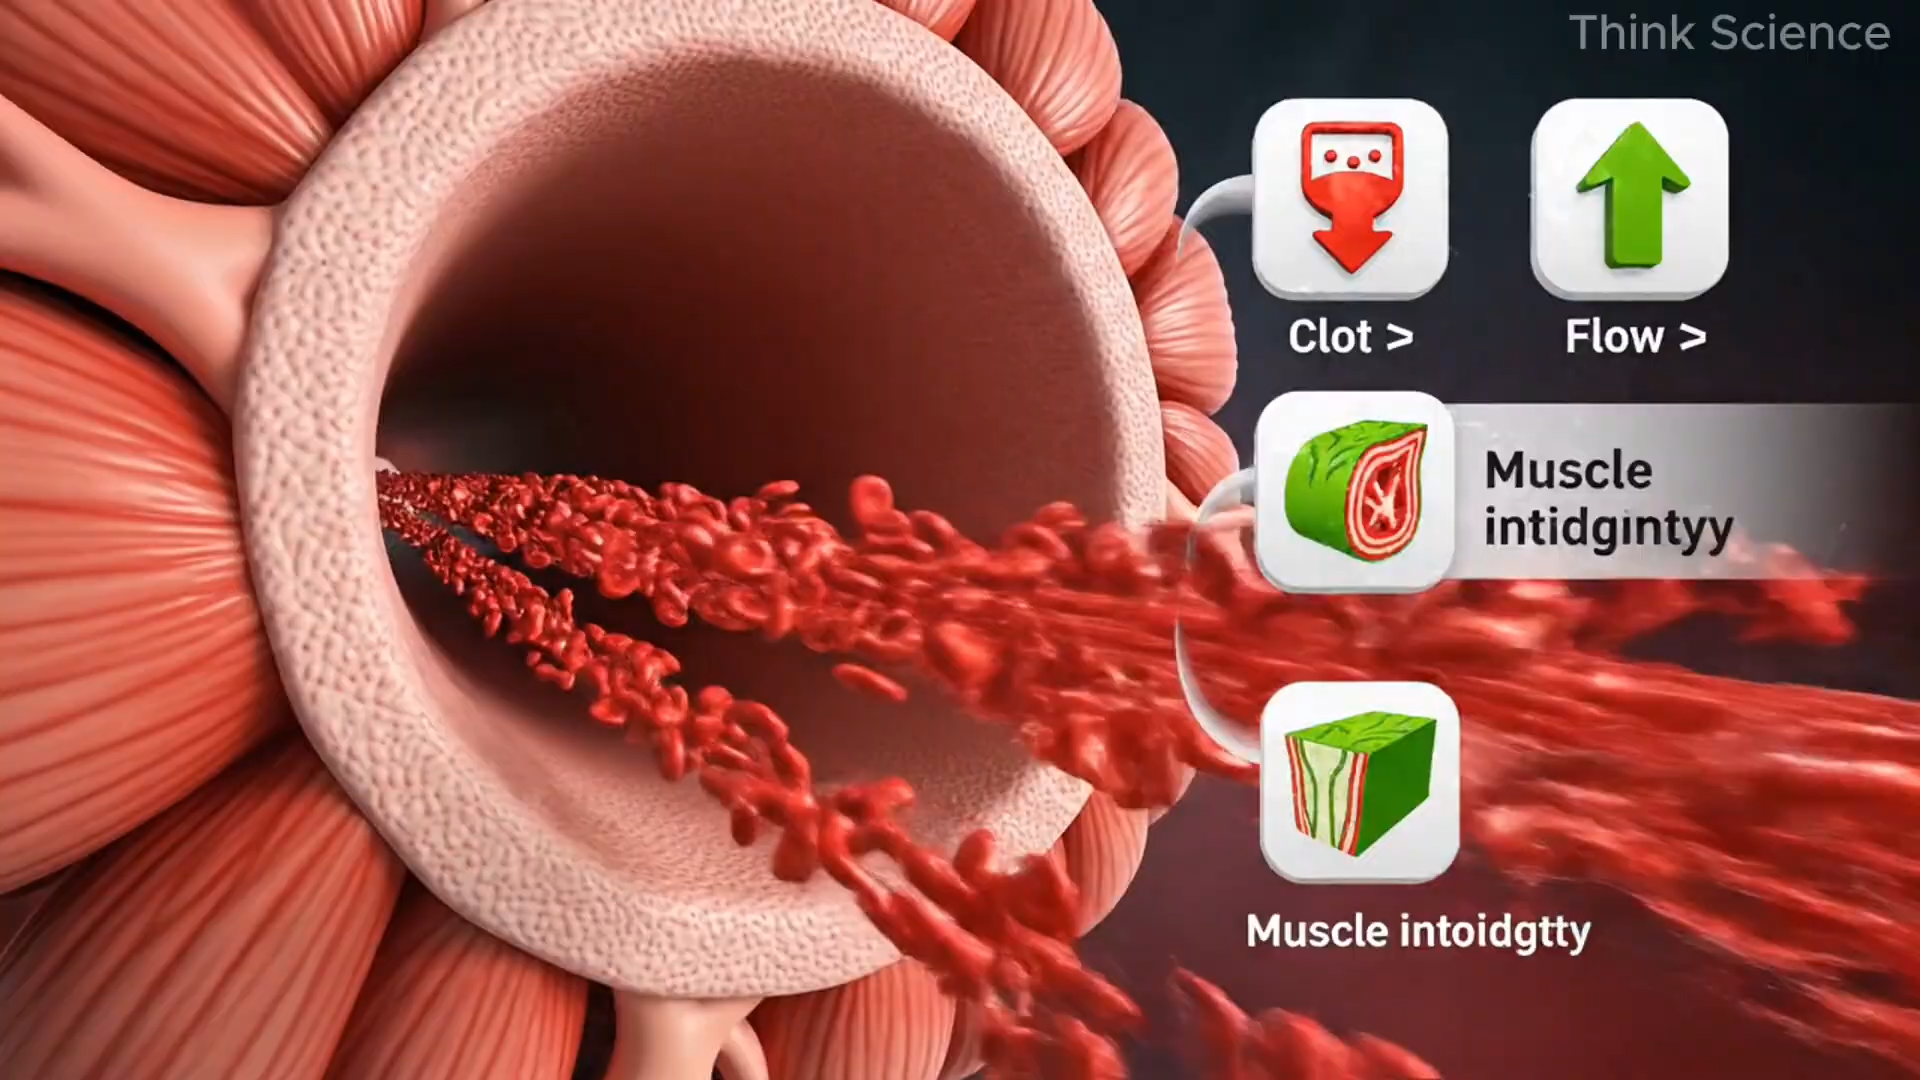 Think Science
Clot >
Flow >
Muscle
intidgintyy
Muscle intoidgtty